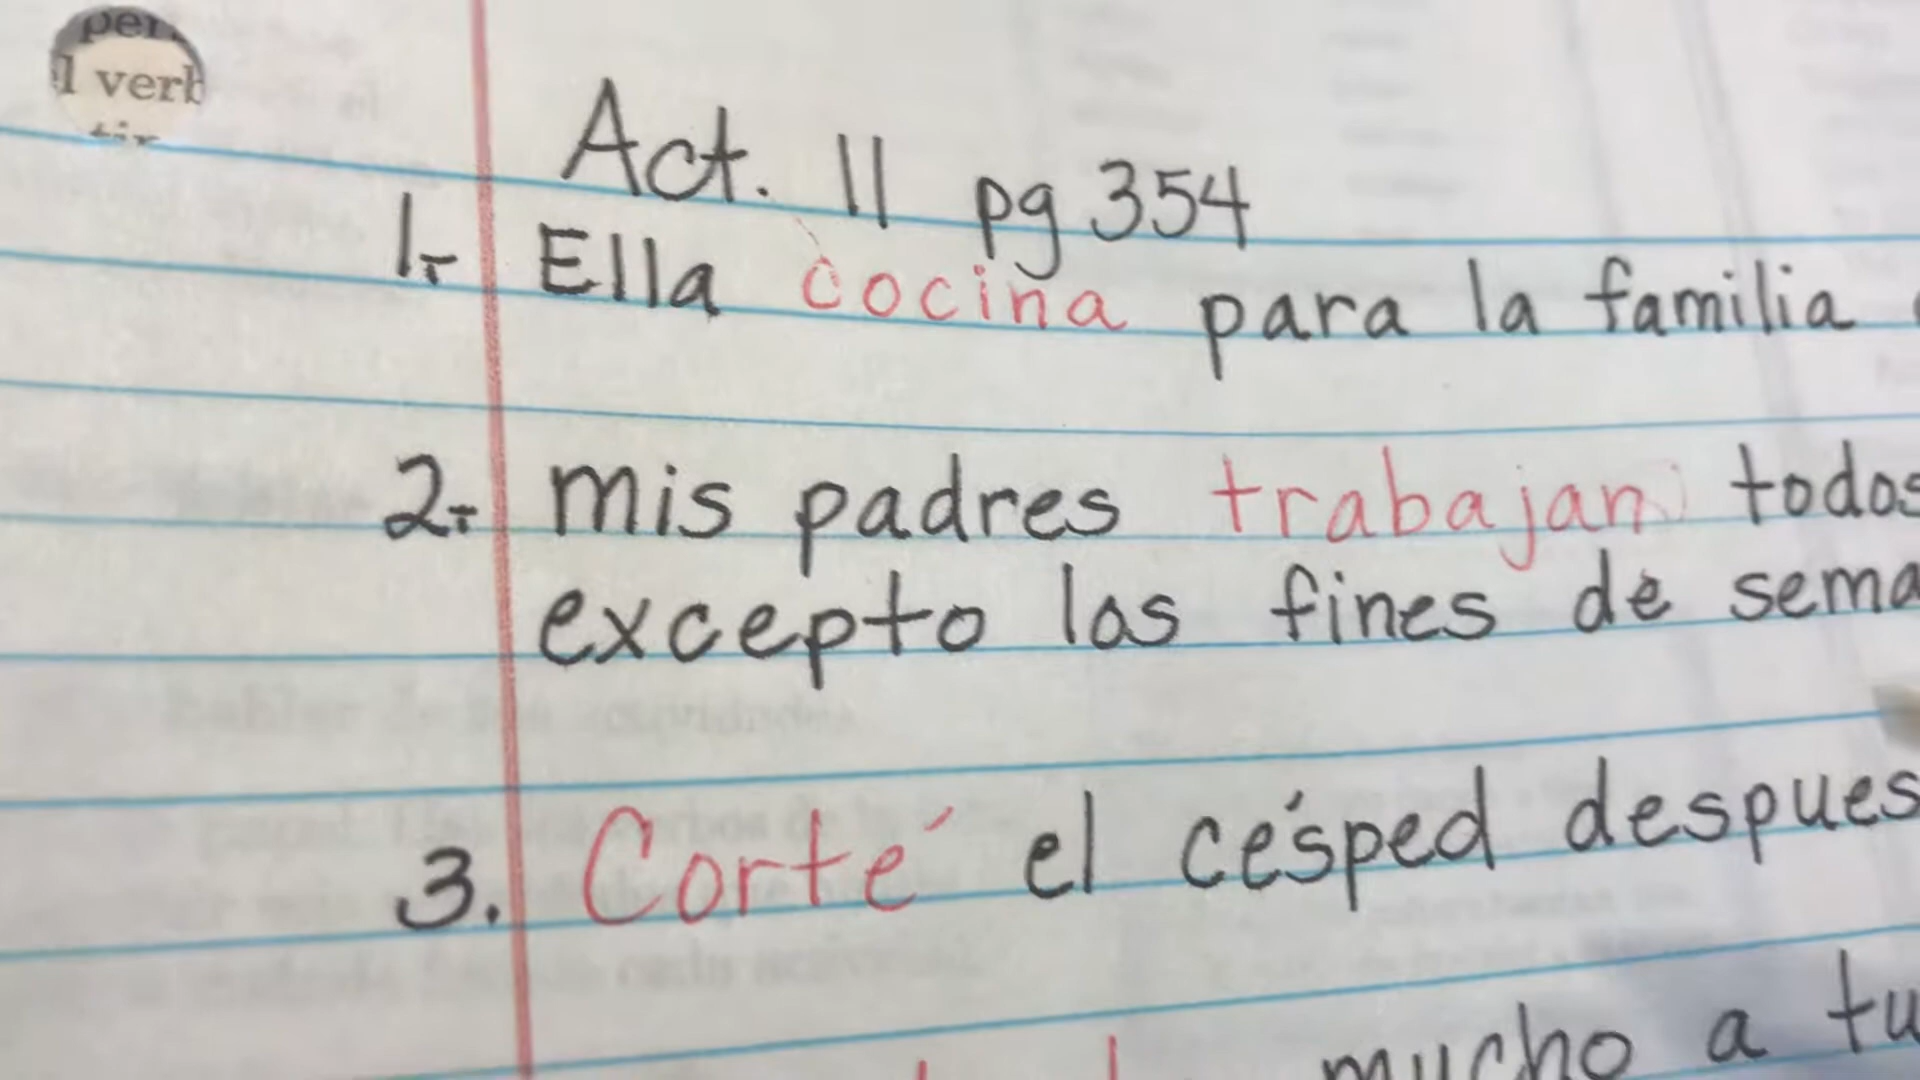 l verb
Act. 11 pg 354
1.- Ella cocina para la familia
2.- mis padres trabajan todos
excepto los fines de sema
3. Corté el césped despues
mucho a tu